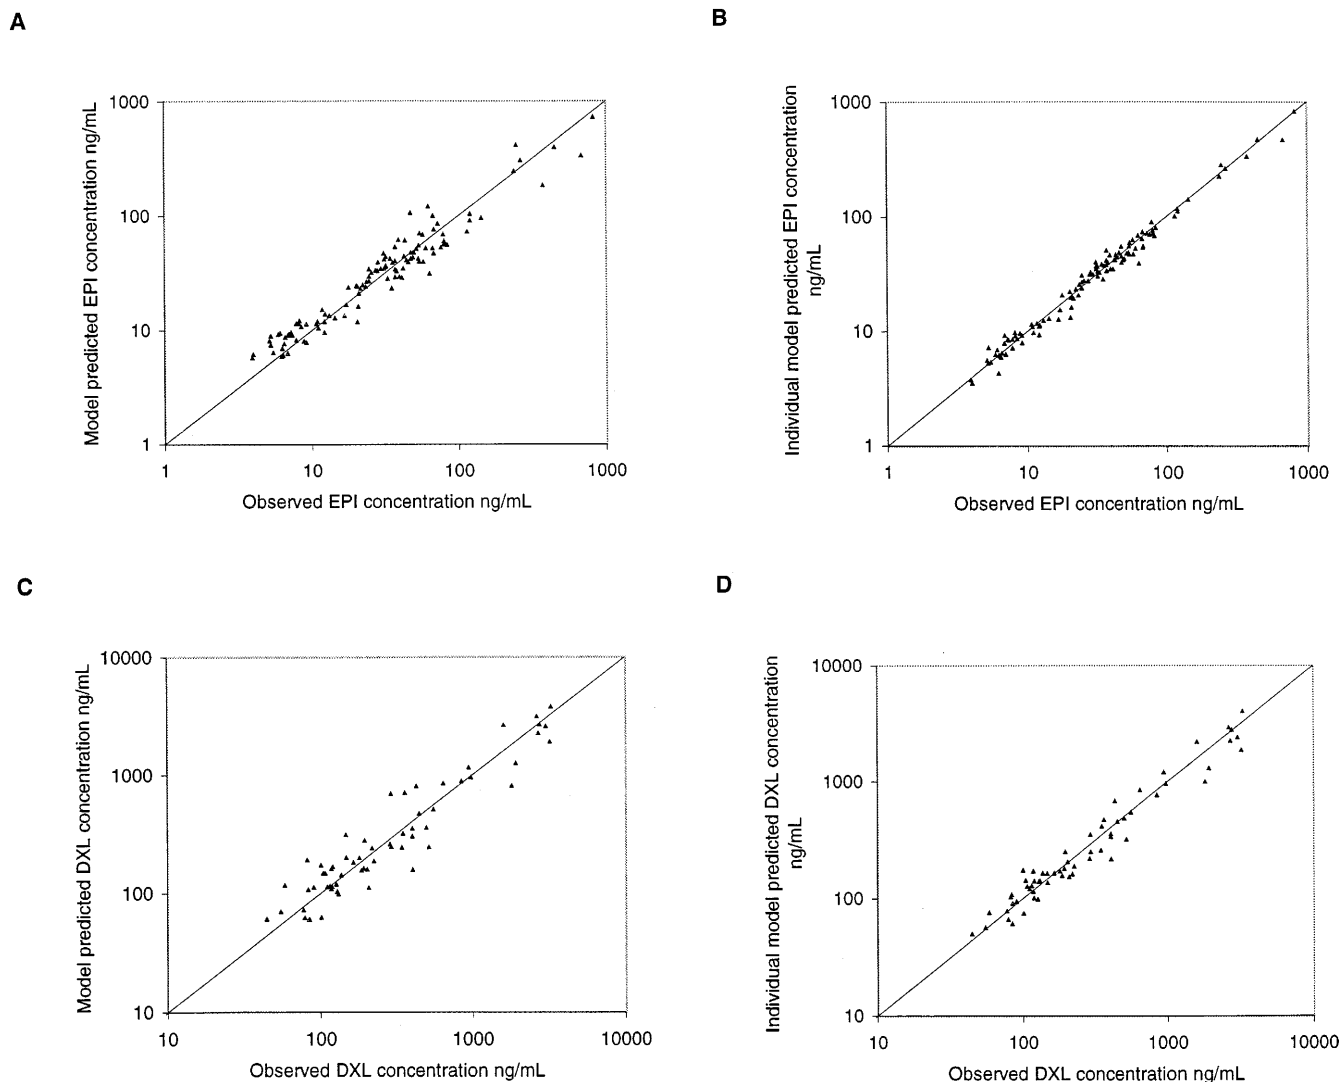 A
Model predicted EPI concentration ng/mL
1000
100
10
1
1 10 100 1000
Observed EPI concentration ng/mL
B
Individual model predicted EPI concentration
ng/mL
1000
100
10
1
1 10 100 1000
Observed EPI concentration ng/mL
C
Model predicted DXL concentration ng/mL
10000
1000
100
10
10 100 1000 10000
Observed DXL concentration ng/mL
D
Individual model predicted DXL concentration
ng/mL
10000
1000
100
10
10 100 1000 10000
Observed DXL concentration ng/mL